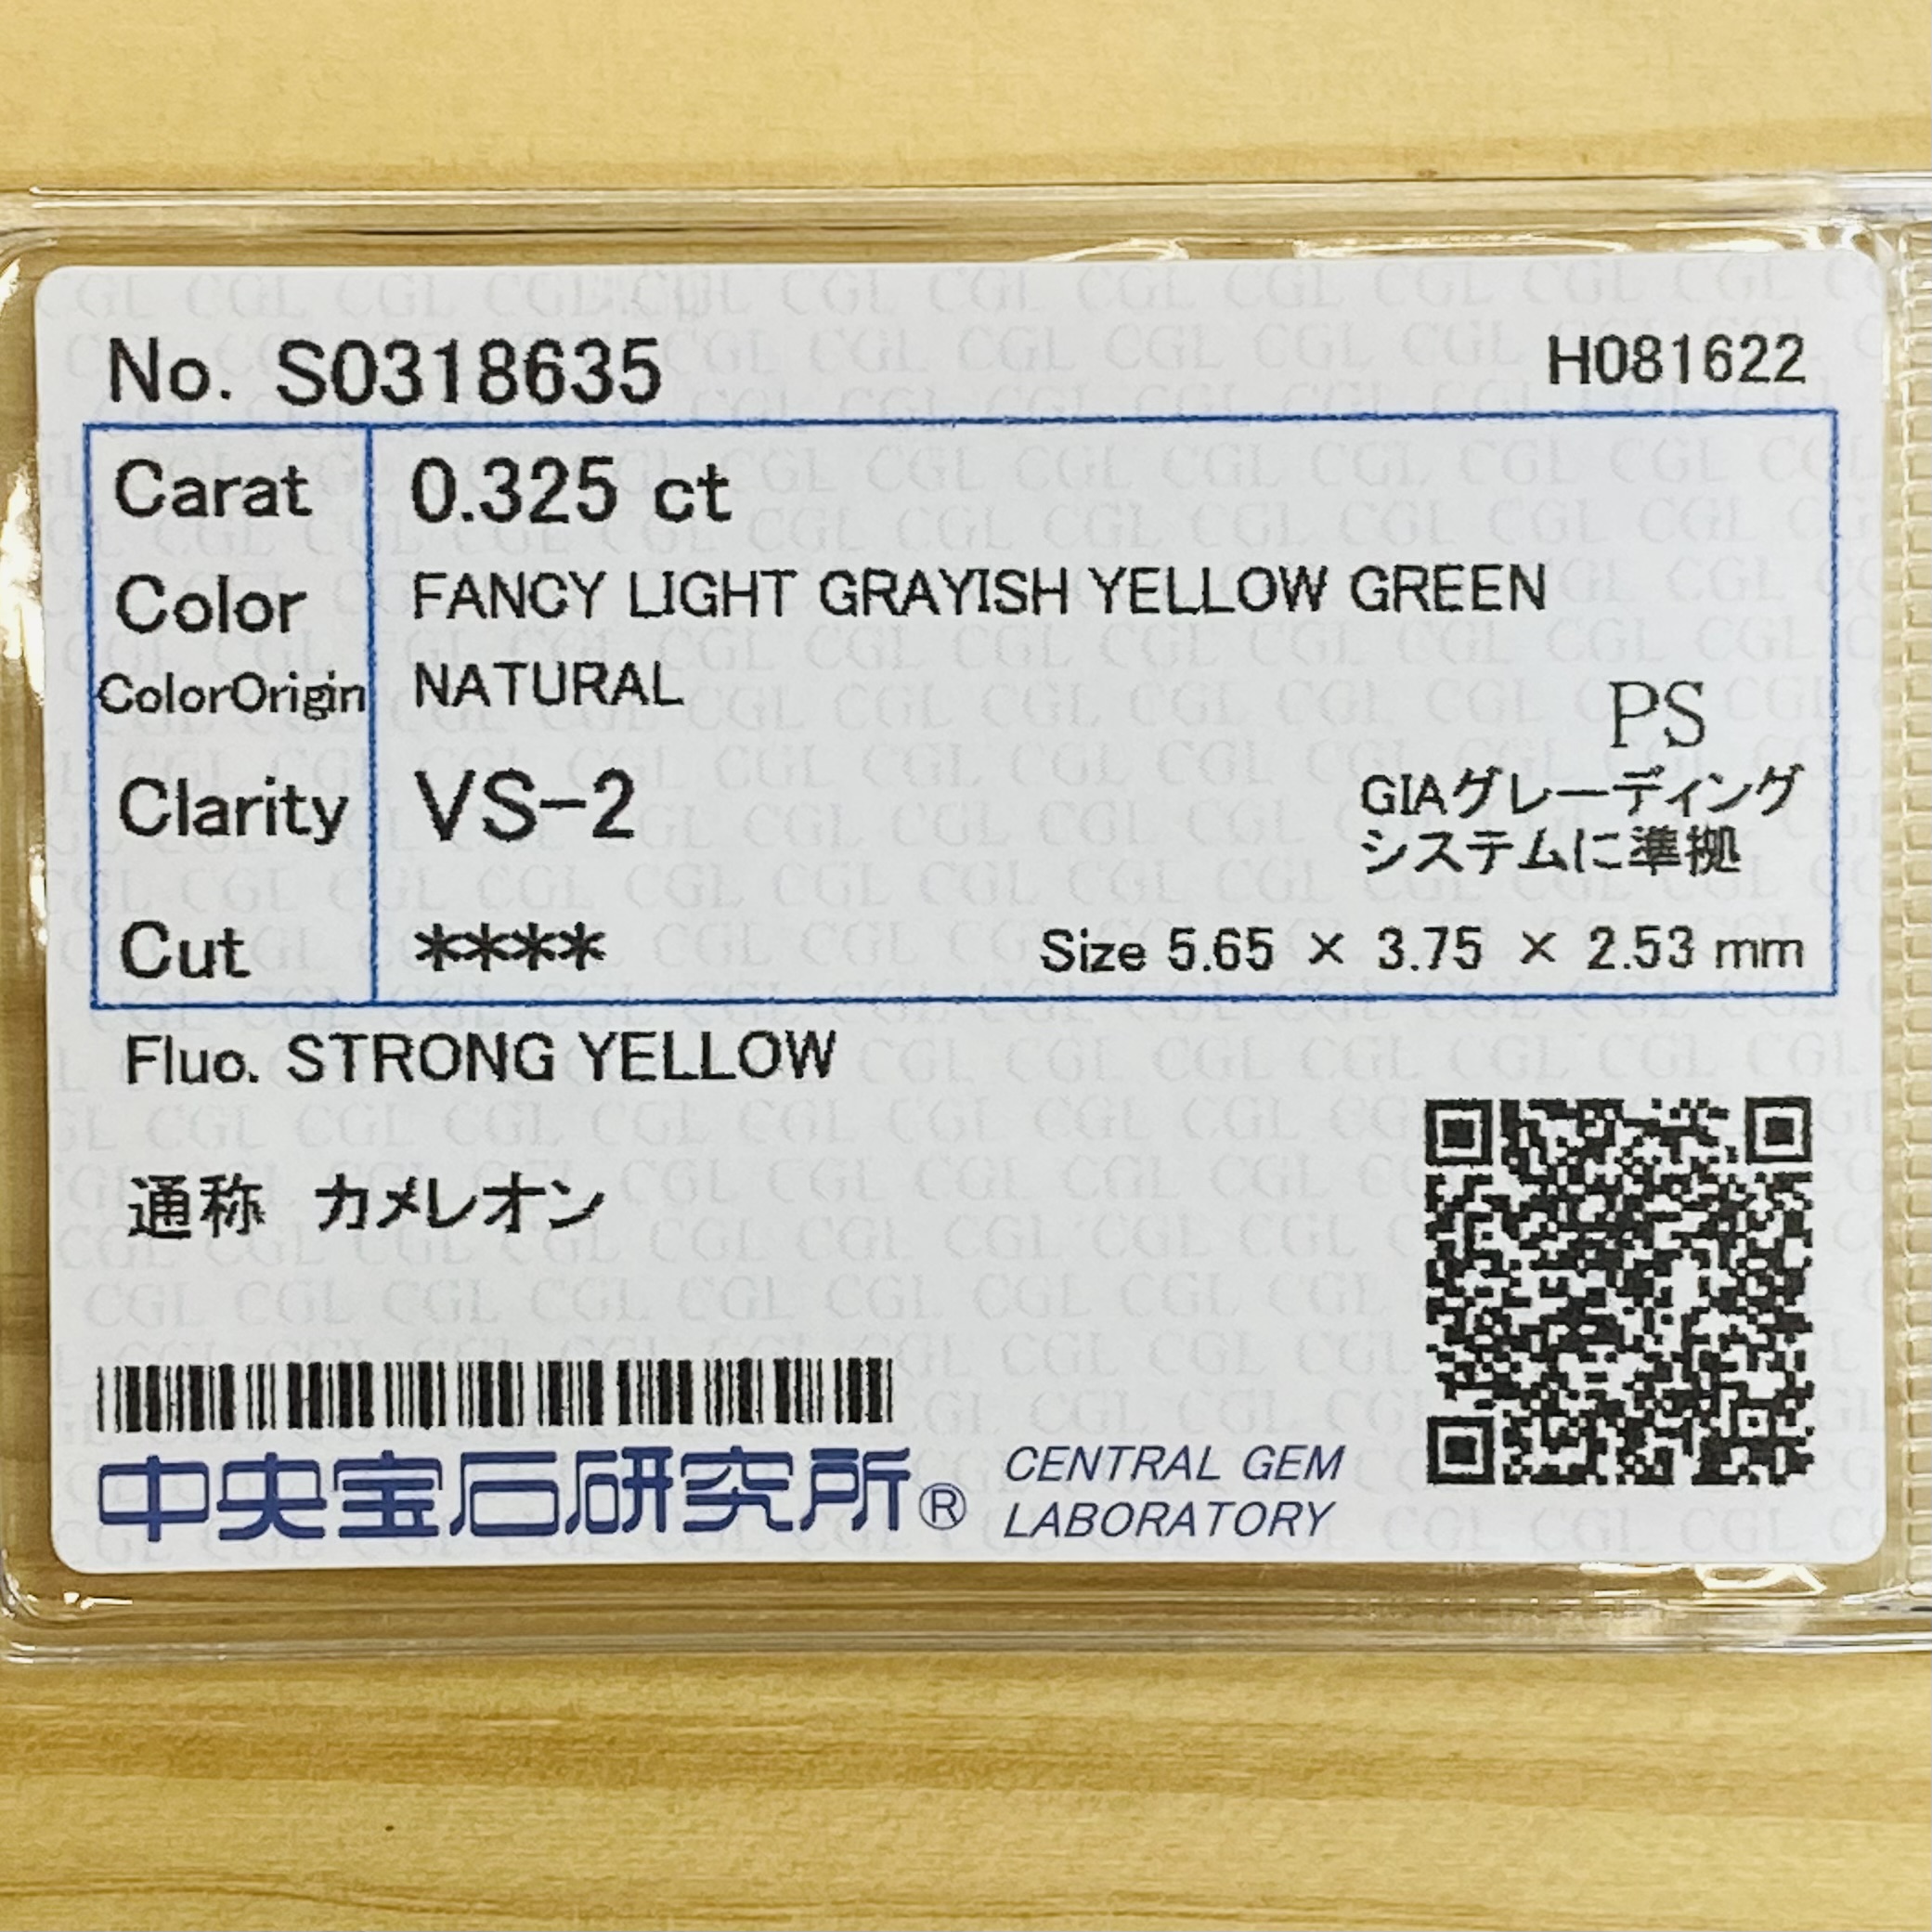 No. S0318635
H081622
Carat 0.325 ct
Color FANCY LIGHT GRAYISH YELLOW GREEN
ColorOrigin NATURAL
PS
Clarity VS-2
GIAグレーディング
システムに準拠
Cut **** Size 5.65 × 3.75 × 2.53 mm
Fluo. STRONG YELLOW
通称 カメレオン
中央宝石研究所® CENTRAL GEM
LABORATORY